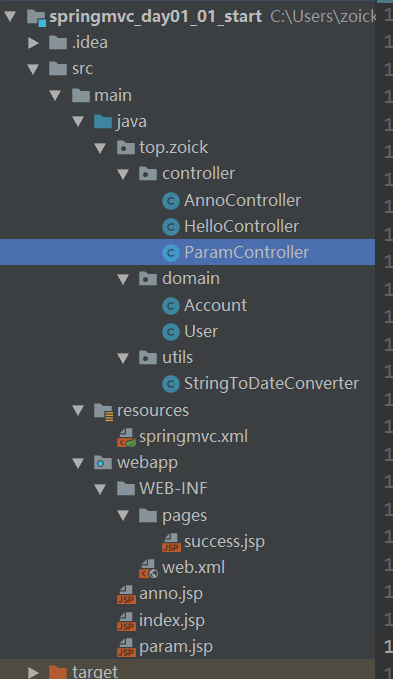 springmvc_day01_01_start C:\Users\zoick
.idea
src
main
java
top.zoick
controller
AnnoController
HelloController
ParamController
domain
Account
User
utils
StringToDateConverter
resources
springmvc.xml
webapp
WEB-INF
pages
success.jsp
web.xml
anno.jsp
index.jsp
param.jsp
target